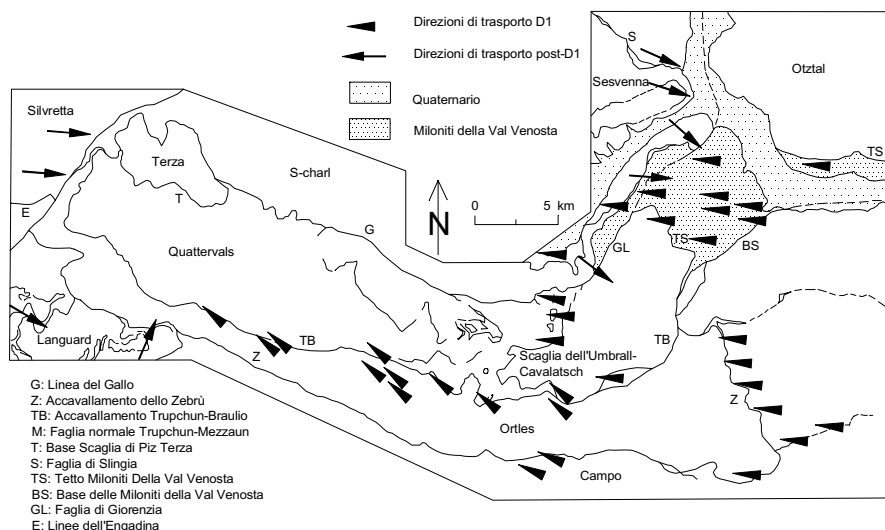 Direzioni di trasporto D1
Direzioni di trasporto post-D1
Quaternario
Miloniti della Val Venosta
S
Sesvenna
Otztal
Silvretta
Terza
S-charl
T
E
G
N
0 5 km
TS
Quattervals
GL
TS
BS
Languard
TB
Z
TB
Scaglia dell'Umbrall-
Cavalatsch
Z
Ortles
Campo
G: Linea del Gallo
Z: Accavallamento dello Zebrù
TB: Accavallamento Trupchun-Braulio
M: Faglia normale Trupchun-Mezzaun
T: Base Scaglia di Piz Terza
S: Faglia di Slingia
TS: Tetto Miloniti Della Val Venosta
BS: Base delle Miloniti della Val Venosta
GL: Faglia di Giorenzia
E: Linee dell'Engadina